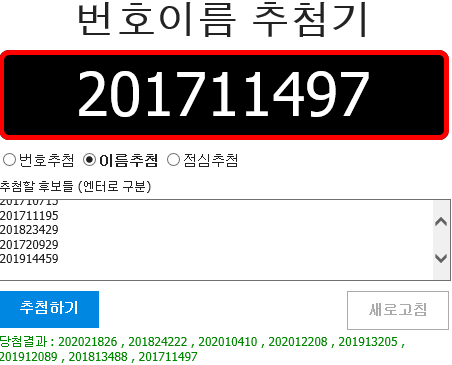 번호이름 추첨기
201711497
번호추첨 이름추첨 점심추첨
추첨할 후보들 (엔터로 구분)
201710715
201711195
201823429
201720929
201914459
추첨하기 새로고침
당첨결과 : 202021826 , 201824222 , 202010410 , 202012208 , 201913205 ,
201912089 , 201813488 , 201711497